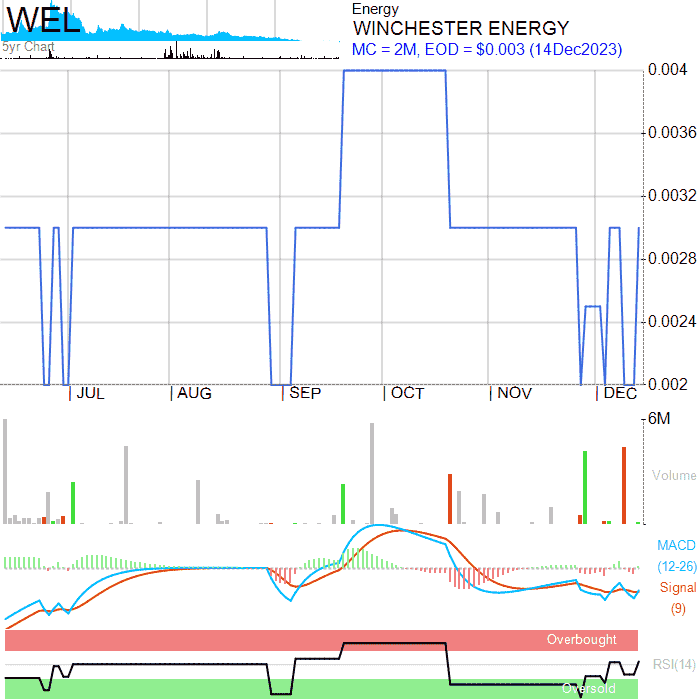 WEL
5yr Chart
Energy
WINCHESTER ENERGY
MC = 2M, EOD = $0.003 (14Dec2023)
0.004
0.0036
0.0032
0.0028
0.0024
0.002
JUL AUG SEP OCT NOV DEC
6M
Volume
MACD
(12-26)
Signal
(9)
Overbought
RSI(14)
Oversold